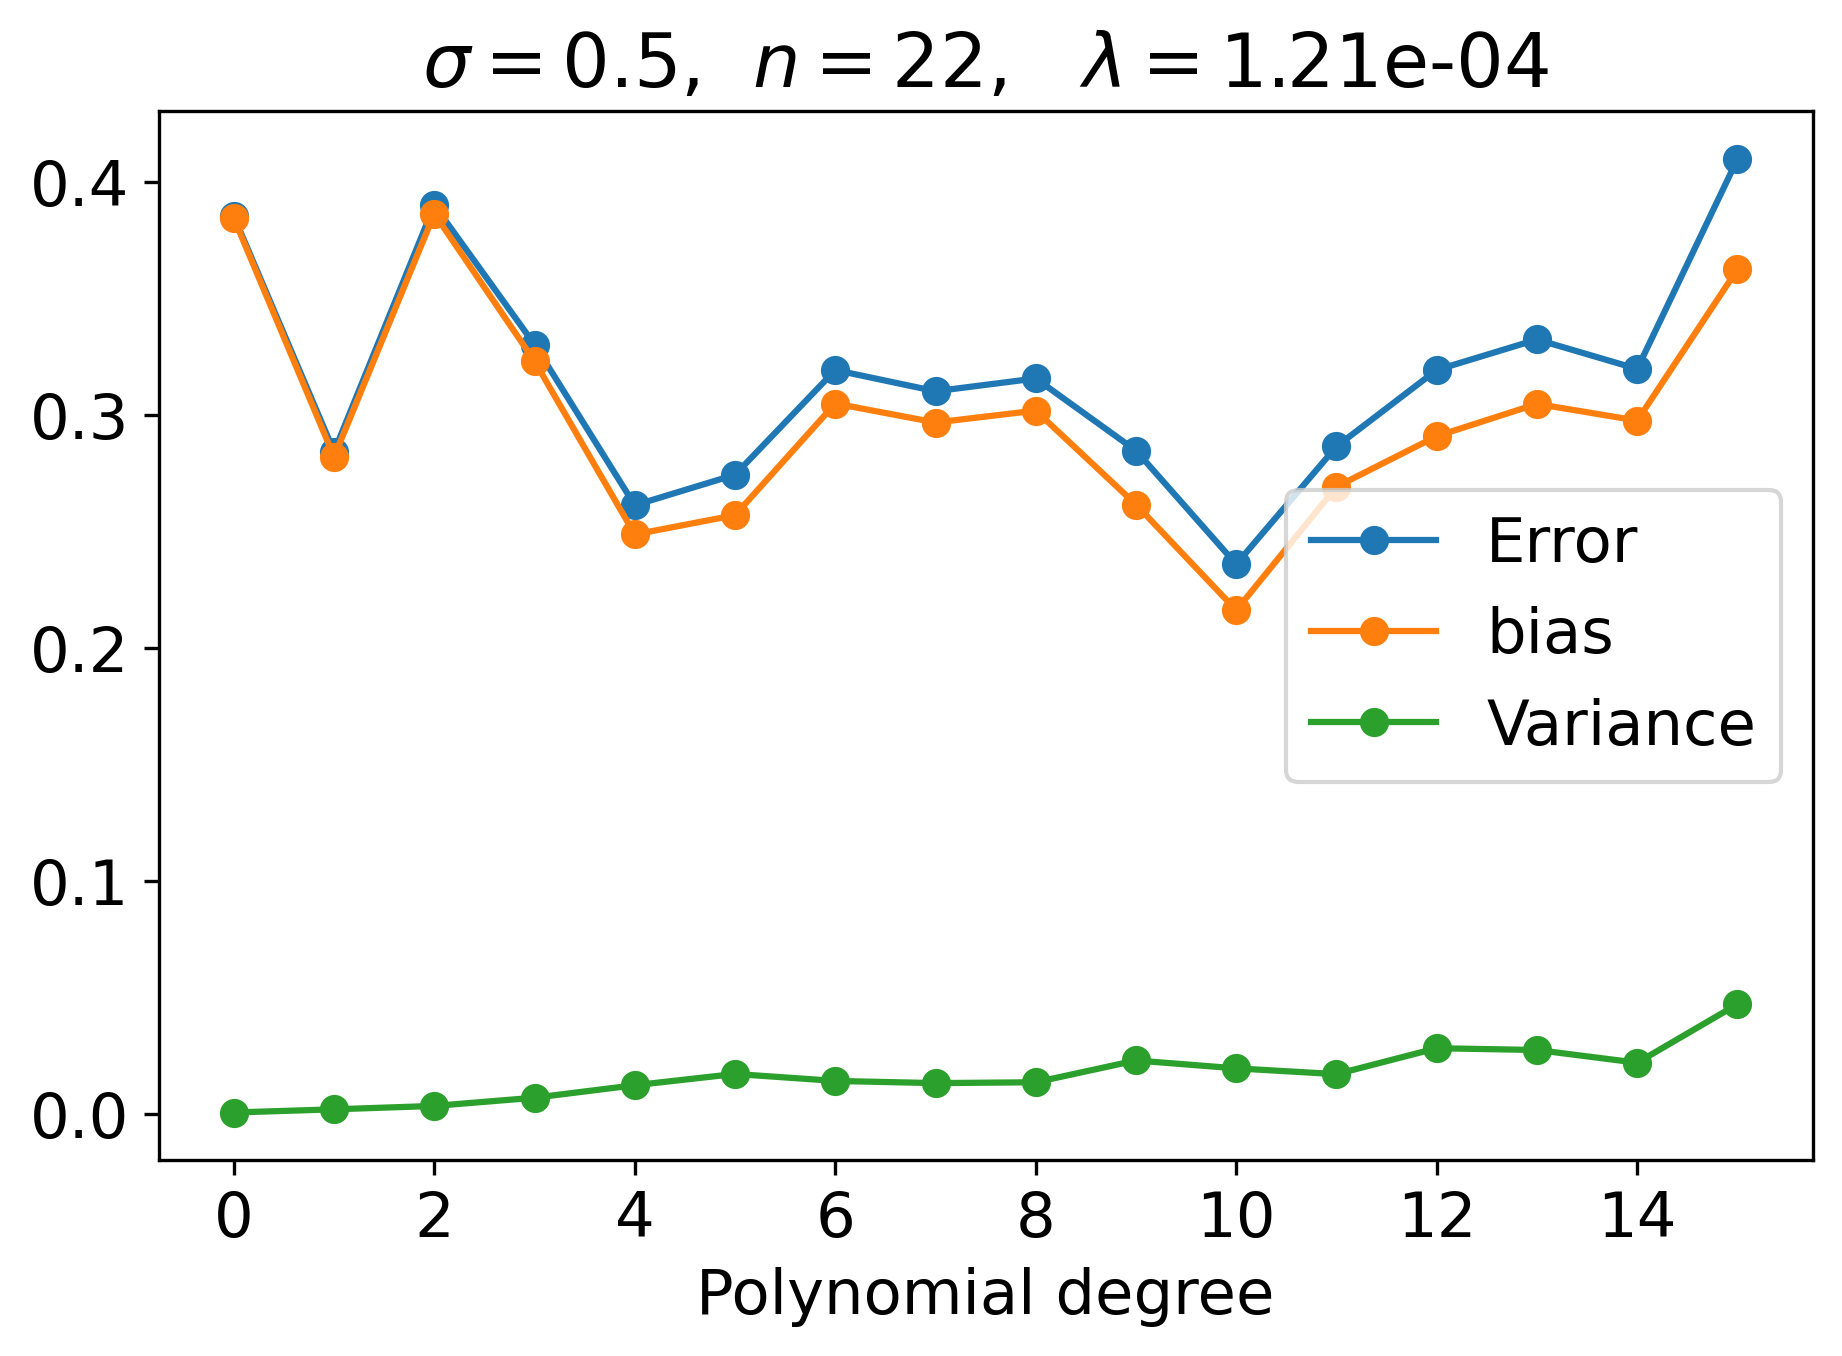 σ = 0.5, n = 22, λ = 1.21e-04
0.4
0.3
0.2
0.1
0.0
Error
bias
Variance
0 2 4 6 8 10 12 14
Polynomial degree